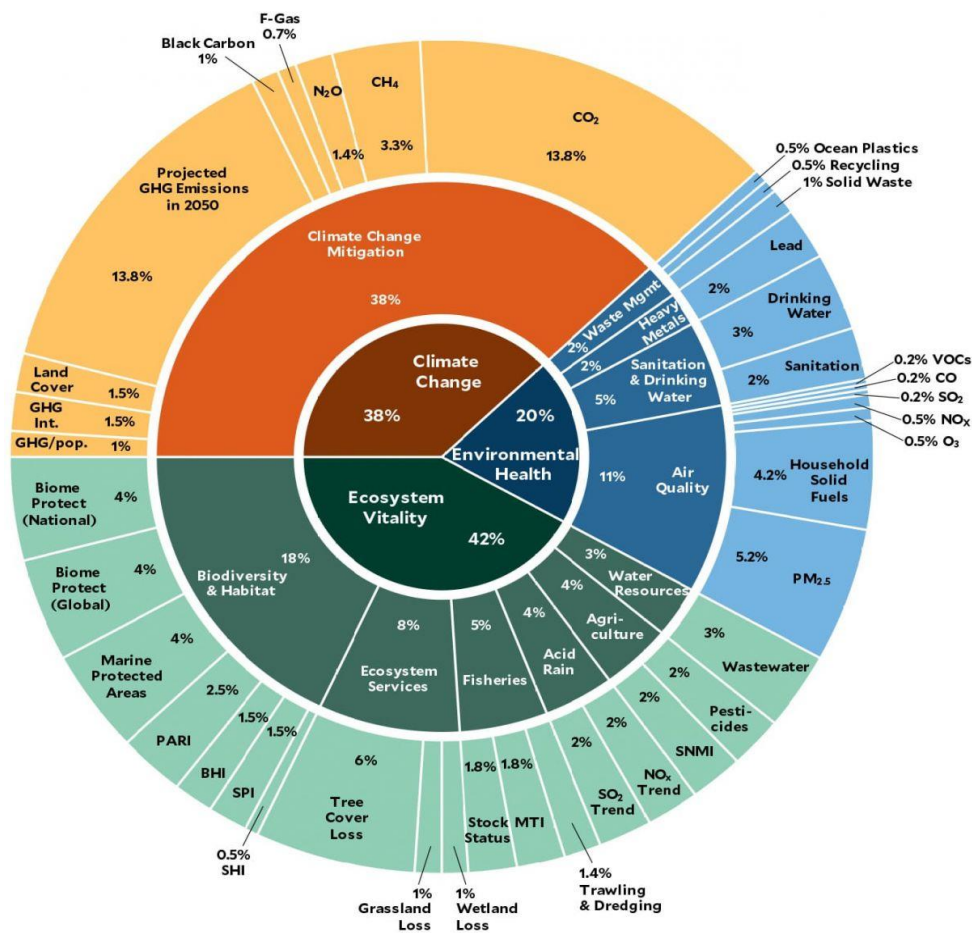 F-Gas
0.7%
Black Carbon
1%
N₂O
1.4%
CH₄
3.3%
CO₂
13.8%
Projected
GHG Emissions
in 2050
13.8%
Land
Cover
1.5%
GHG
Int.
1.5%
GHG/pop.
1%
Climate Change
Mitigation
38%
Climate
Change
38%
0.5% Ocean Plastics
0.5% Recycling
1% Solid Waste
Lead
2%
Drinking
Water
3%
Sanitation
2%
0.2% VOCs
0.2% CO
0.2% SO₂
0.5% NOₓ
0.5% O₃
Household
Solid
Fuels
4.2%
5.2%
PM₂.₅
Waste Mgmt
2%
Heavy
Metals
2%
Sanitation
& Drinking
Water
5%
Air
Quality
11%
20%
Environmental
Health
Ecosystem
Vitality
42%
18%
Biodiversity
& Habitat
8%
Ecosystem
Services
5%
Fisheries
4%
Acid
Rain
4%
Agri-
culture
3%
Water
Resources
Biome
Protect
(National)
4%
Biome
Protect
(Global)
4%
Marine
Protected
Areas
4%
PARI
2.5%
BHI
1.5%
SPI
1.5%
0.5%
SHI
6%
Tree
Cover
Loss
1%
Grassland
Loss
1%
Wetland
Loss
1.8%
Stock
Status
1.8%
MTI
1.4%
Trawling
& Dredging
2%
SO₂
Trend
2%
NOₓ
Trend
2%
SNMI
2%
Pesti-
cides
3%
Wastewater